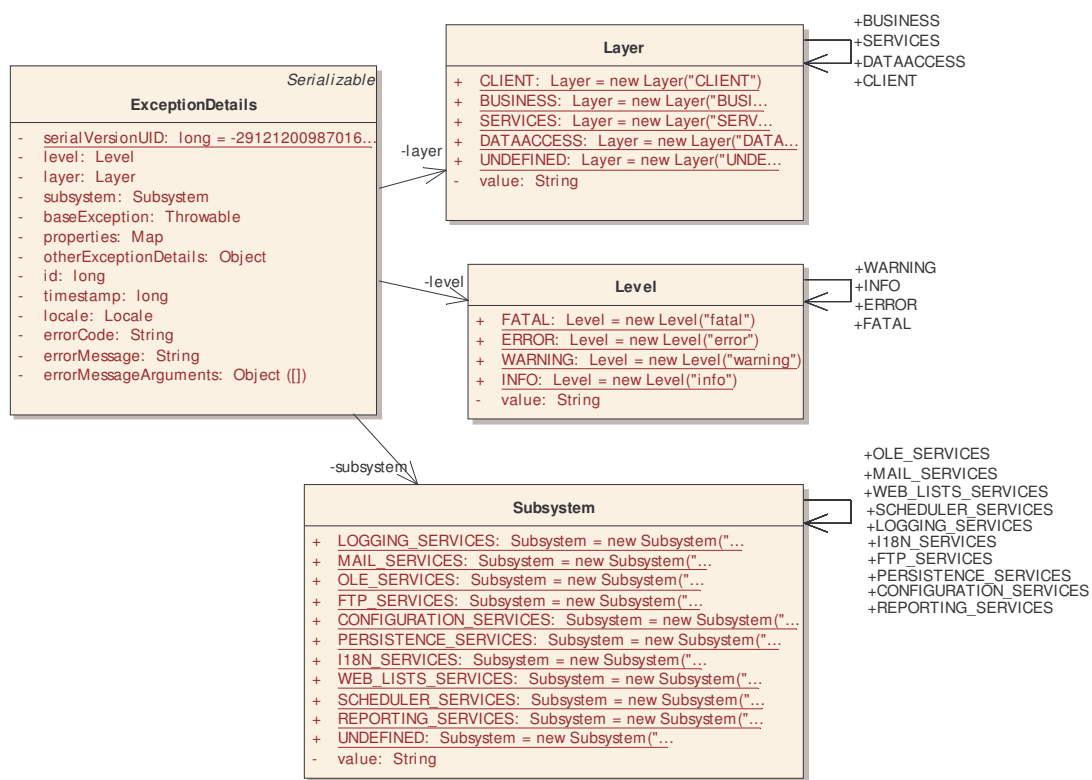 Serializable
ExceptionDetails
- serialVersionUID: long = -29121200987016...
- level: Level
- layer: Layer
- subsystem: Subsystem
- baseException: Throwable
- properties: Map
- otherExceptionDetails: Object
- id: long
- timestamp: long
- locale: Locale
- errorCode: String
- errorMessage: String
- errorMessageArguments: Object ([])
-layer
Layer
+ CLIENT: Layer = new Layer("CLIENT")
+ BUSINESS: Layer = new Layer("BUSI...
+ SERVICES: Layer = new Layer("SERV...
+ DATAACCESS: Layer = new Layer("DATA...
+ UNDEFINED: Layer = new Layer("UNDE...
- value: String
+BUSINESS
+SERVICES
+DATAACCESS
+CLIENT
-level
Level
+ FATAL: Level = new Level("fatal")
+ ERROR: Level = new Level("error")
+ WARNING: Level = new Level("warning")
+ INFO: Level = new Level("info")
- value: String
+WARNING
+INFO
+ERROR
+FATAL
-subsystem
Subsystem
+ LOGGING_SERVICES: Subsystem = new Subsystem("...
+ MAIL_SERVICES: Subsystem = new Subsystem("...
+ OLE_SERVICES: Subsystem = new Subsystem("...
+ FTP_SERVICES: Subsystem = new Subsystem("...
+ CONFIGURATION_SERVICES: Subsystem = new Subsystem("...
+ PERSISTENCE_SERVICES: Subsystem = new Subsystem("...
+ I18N_SERVICES: Subsystem = new Subsystem("...
+ WEB_LISTS_SERVICES: Subsystem = new Subsystem("...
+ SCHEDULER_SERVICES: Subsystem = new Subsystem("...
+ REPORTING_SERVICES: Subsystem = new Subsystem("...
+ UNDEFINED: Subsystem = new Subsystem("...
- value: String
+OLE_SERVICES
+MAIL_SERVICES
+WEB_LISTS_SERVICES
+SCHEDULER_SERVICES
+LOGGING_SERVICES
+I18N_SERVICES
+FTP_SERVICES
+PERSISTENCE_SERVICES
+CONFIGURATION_SERVICES
+REPORTING_SERVICES